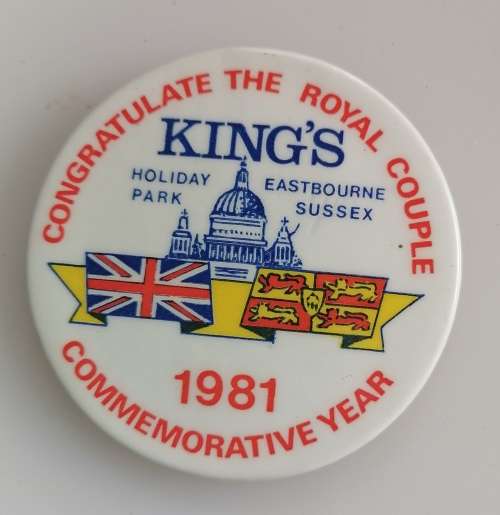 CONGRATULATE THE ROYAL COUPLE
KING'S
HOLIDAY PARK
EASTBOURNE SUSSEX
1981
COMMEMORATIVE YEAR